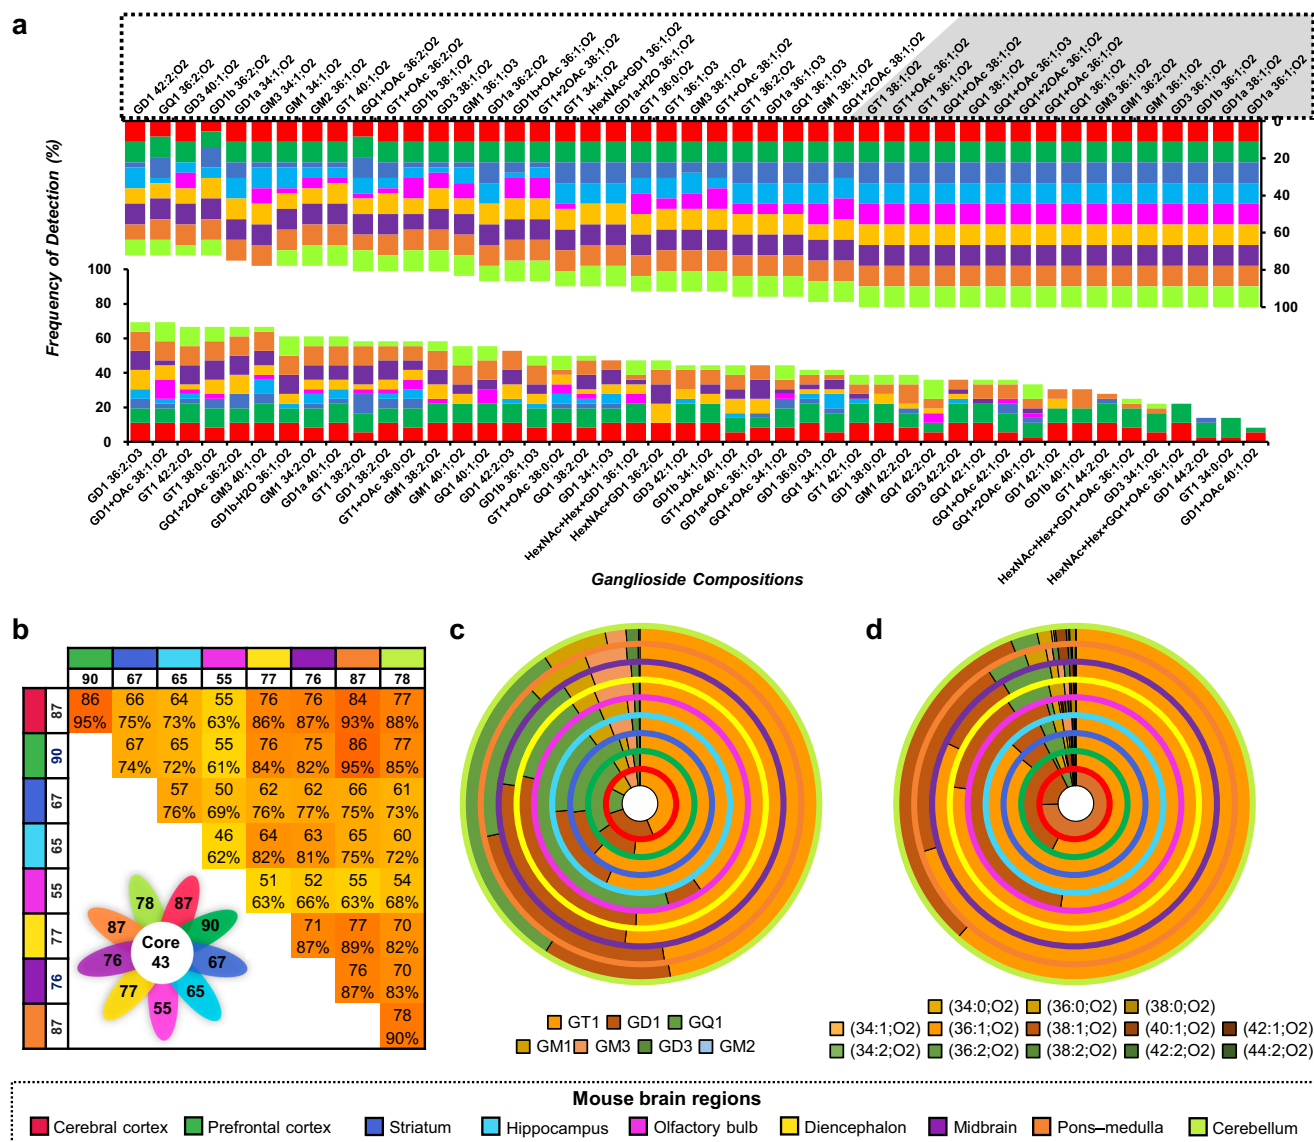 a
GD1 42:2;O2
GQ1 36:2;O2
GD3 40:1;O2
GD1b 36:2;O2
GD1a 34:1;O2
GM3 34:1;O2
GM1 34:1;O2
GM2 36:1;O2
GT1 40:1;O2
GQ1+OAc 36:2;O2
GT1+OAc 36:2;O2
GD1b 38:1;O2
GD3 38:1;O2
GM1 36:1;O3
GD1a 36:2;O2
GD1b+OAc 36:1;O2
GT1+2OAc 38:1;O2
GT1 34:1;O2
HexNAc+GD1 36:1;O2
GD1a+H2O 36:1;O2
GT1 36:0;O2
GT1 36:1;O3
GM3 38:1;O2
GT1+OAc 38:1;O2
GT1 36:2;O2
GD1a 36:1;O3
GQ1 36:1;O3
GM1 38:1;O2
GQ1+2OAc 38:1;O2
GT1 38:1;O2
GT1+OAc 36:1;O2
GT1 36:1;O2
GQ1+OAc 38:1;O2
GQ1 38:1;O2
GQ1+OAc 36:1;O3
GQ1+2OAc 36:1;O2
GQ1+OAc 36:1;O2
GQ1 36:1;O2
GM3 36:1;O2
GM1 36:2;O2
GM1 36:1;O2
GD3 36:1;O2
GD1b 36:1;O2
GD1a 38:1;O2
GD1a 36:1;O2
Frequency of Detection (%)
0
20
40
60
80
100
100
80
60
40
20
0
GD1 36:2;O3
GD1+OAc 38:1;O2
GT1 42:2;O2
GT1 38:0;O2
GQ1+2OAc 36:2;O2
GM3 40:1;O2
GD1b+H2O 36:1;O2
GM1 34:2;O2
GD1a 40:1;O2
GT1 38:2;O2
GD1 38:2;O2
GT1+OAc 36:0;O2
GM1 38:2;O2
GM1 40:1;O2
GQ1 40:1;O2
GD1 42:2;O3
GD1b 36:1;O3
GT1+OAc 38:0;O2
GQ1 38:2;O2
GD1 34:1;O3
HexNAc+Hex+GD1 36:1;O2
HexNAc+GD1 36:2;O2
GD3 42:1;O2
GD1b 34:1;O2
GT1+OAc 40:1;O2
GD1a+OAc 36:1;O2
GQ1+OAc 34:1;O2
GD1 36:0;O3
GQ1 34:1;O2
GT1 42:1;O2
GD1 38:0;O2
GM1 42:2;O2
GQ1 42:2;O2
GD3 42:2;O2
GQ1 42:1;O2
GQ1+OAc 42:1;O2
GQ1+2OAc 40:1;O2
GD1 42:1;O2
GD1b 40:1;O2
GT1 44:2;O2
HexNAc+Hex+GD1+OAc 36:1;O2
GD3 34:1;O2
HexNAc+Hex+GQ1+OAc 36:1;O2
GD1 44:2;O2
GT1 34:0;O2
GD1+OAc 40:1;O2
Ganglioside Compositions
b
90 67 65 55 77 76 87 78
87 86 66 64 55 76 76 84 77
95% 75% 73% 63% 86% 87% 93% 88%
90 67 65 55 76 75 86 77
74% 72% 61% 84% 82% 95% 85%
67 57 50 62 62 66 61
76% 69% 76% 77% 75% 73%
65 46 64 63 65 60
62% 82% 81% 75% 72%
55 51 52 55 54
63% 66% 63% 68%
77 71 77 70
87% 89% 82%
76 76 70
87% 83%
87 78
90%
78 87
87 90
Core
43
76 67
77 65
55
c
GT1 GD1 GQ1
GM1 GM3 GD3 GM2
d
(34:0;O2) (36:0;O2) (38:0;O2)
(34:1;O2) (36:1;O2) (38:1;O2) (40:1;O2) (42:1;O2)
(34:2;O2) (36:2;O2) (38:2;O2) (42:2;O2) (44:2;O2)
Mouse brain regions
Cerebral cortex Prefrontal cortex Striatum Hippocampus Olfactory bulb Diencephalon Midbrain Pons–medulla Cerebellum